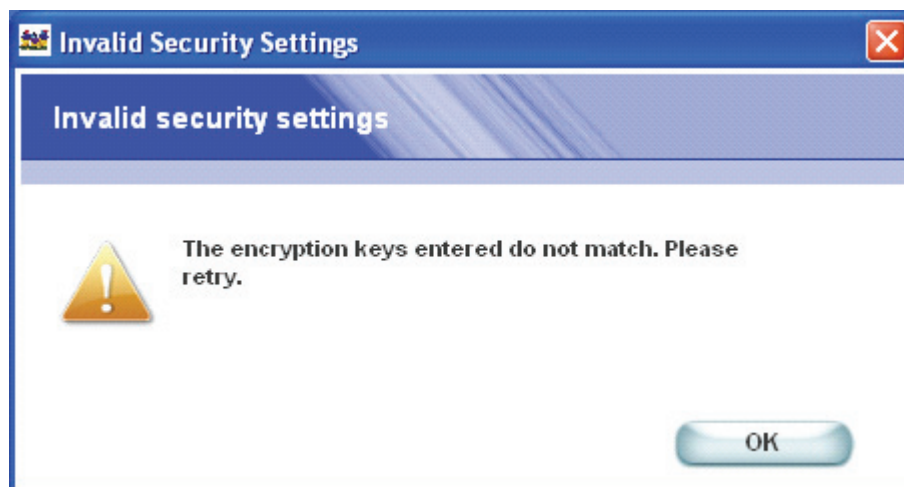 Invalid Security Settings
Invalid security settings
The encryption keys entered do not match. Please
retry.
OK